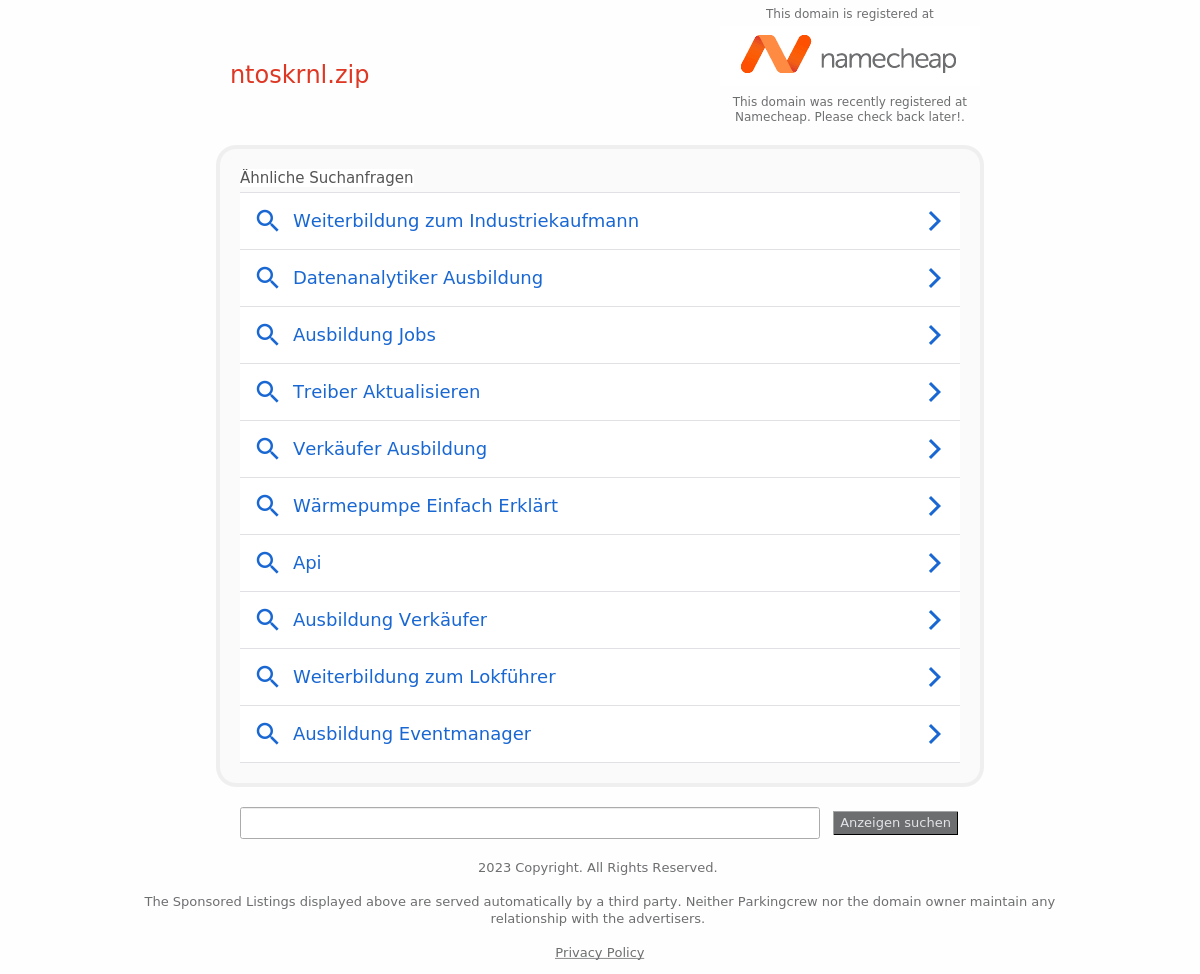 This domain is registered at
namecheap
ntoskrnl.zip
This domain was recently registered at
Namecheap. Please check back later!.
Ähnliche Suchanfragen
Weiterbildung zum Industriekaufmann
Datenanalytiker Ausbildung
Ausbildung Jobs
Treiber Aktualisieren
Verkäufer Ausbildung
Wärmepumpe Einfach Erklärt
Api
Ausbildung Verkäufer
Weiterbildung zum Lokführer
Ausbildung Eventmanager
Anzeigen suchen
2023 Copyright. All Rights Reserved.
The Sponsored Listings displayed above are served automatically by a third party. Neither Parkingcrew nor the domain owner maintain any
relationship with the advertisers.
Privacy Policy